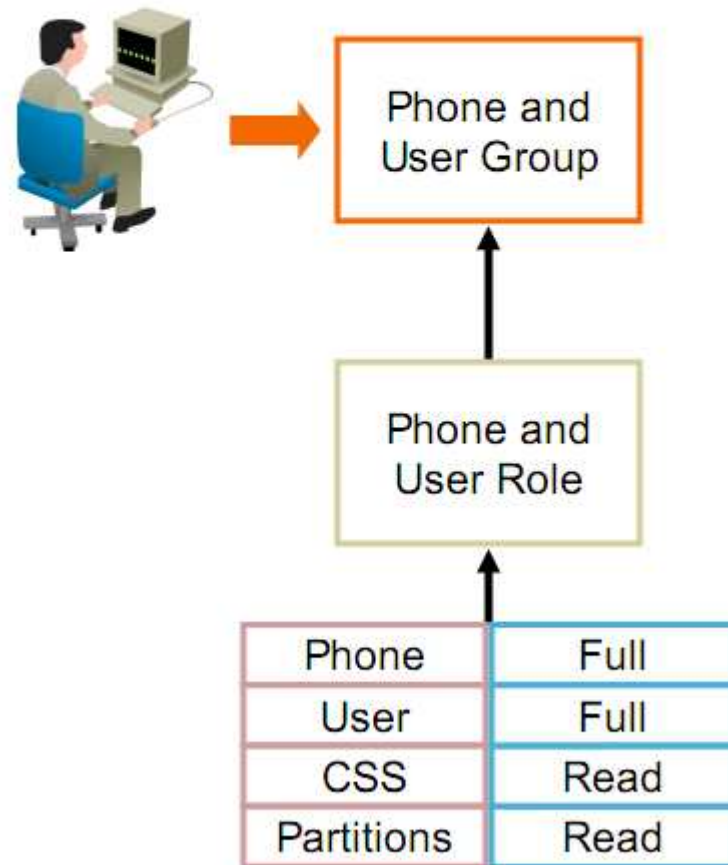 Phone and
User Group
Phone and
User Role
Phone Full
User Full
CSS Read
Partitions Read